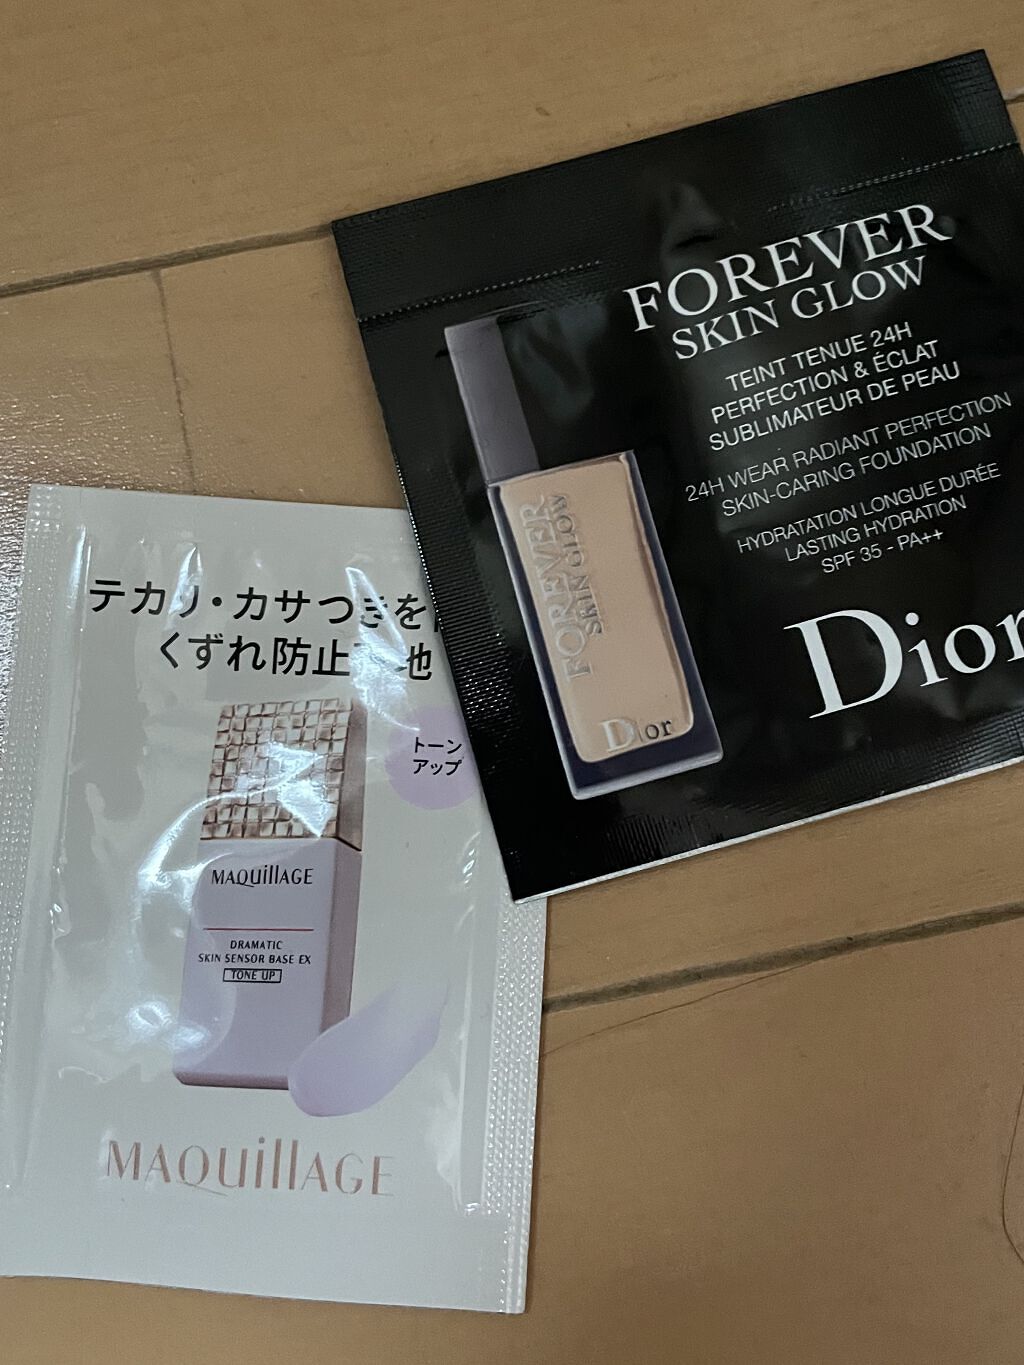 FOREVER
SKIN GLOW
TEINT TENUE 24H
PERFECTION & ÉCLAT
SUBLIMATEUR DE PEAU
24H WEAR RADIANT PERFECTION
SKIN-CARING FOUNDATION
HYDRATATION LONGUE DURÉE
LASTING HYDRATION
SPF 35 - PA++
Dior
FOREVER
SKIN GLOW
Dior
テカリ・カサつきを
くずれ防止下地
トーン
アップ
MAQuillAGE
DRAMATIC
SKIN SENSOR BASE EX
TONE UP
MAQuillAGE